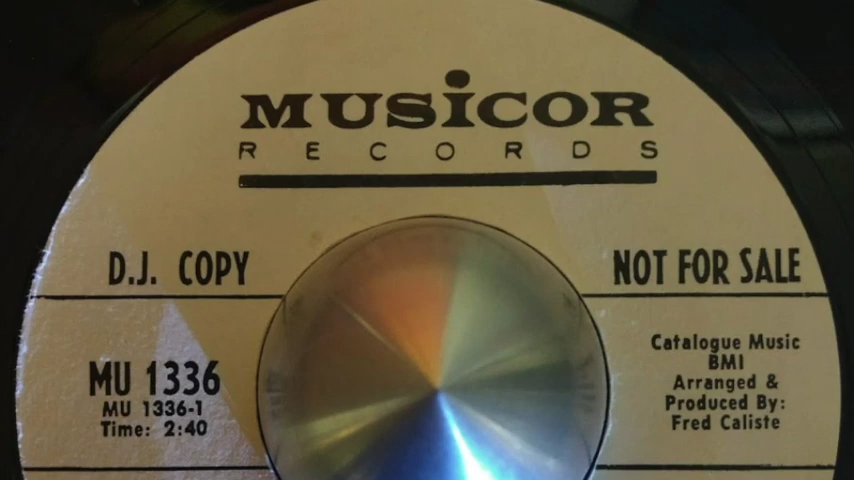 MUSICOR
RECORDS
D.J. COPY
NOT FOR SALE
MU 1336
MU 1336-1
Time: 2:40
Catalogue Music
BMI
Arranged &
Produced By:
Fred Caliste